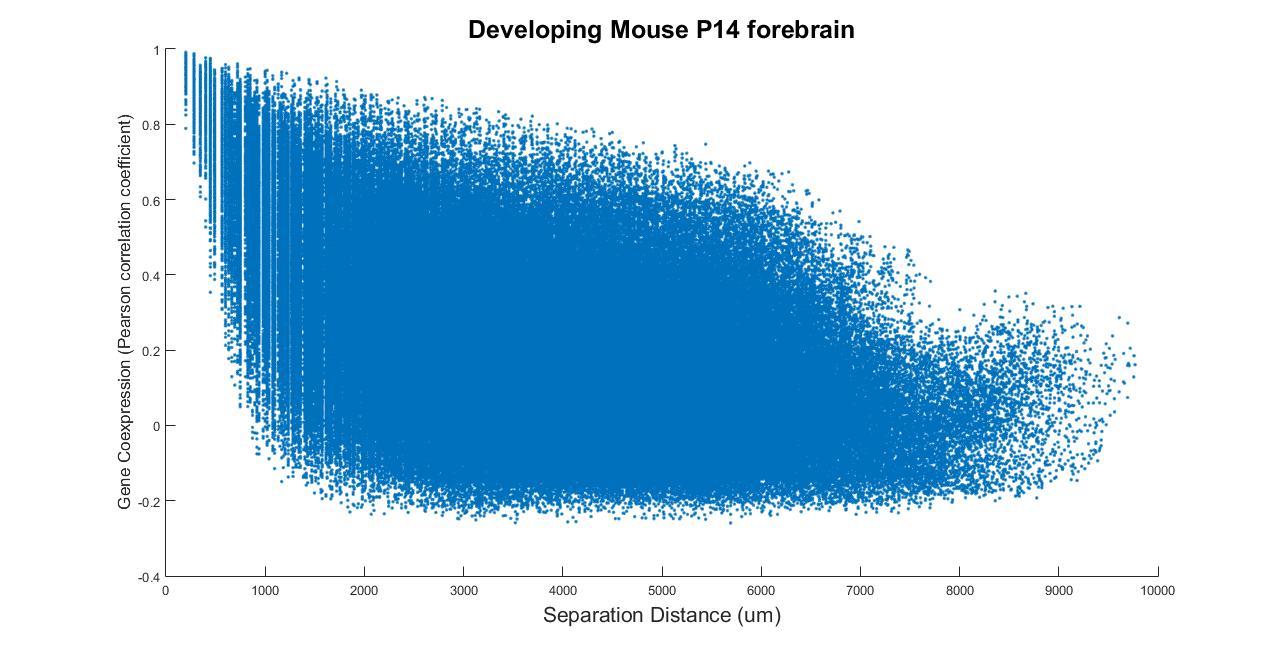 Developing Mouse P14 forebrain
Gene Coexpression (Pearson correlation coefficient)
1
0.8
0.6
0.4
0.2
0
-0.2
-0.4
0 1000 2000 3000 4000 5000 6000 7000 8000 9000 10000
Separation Distance (um)